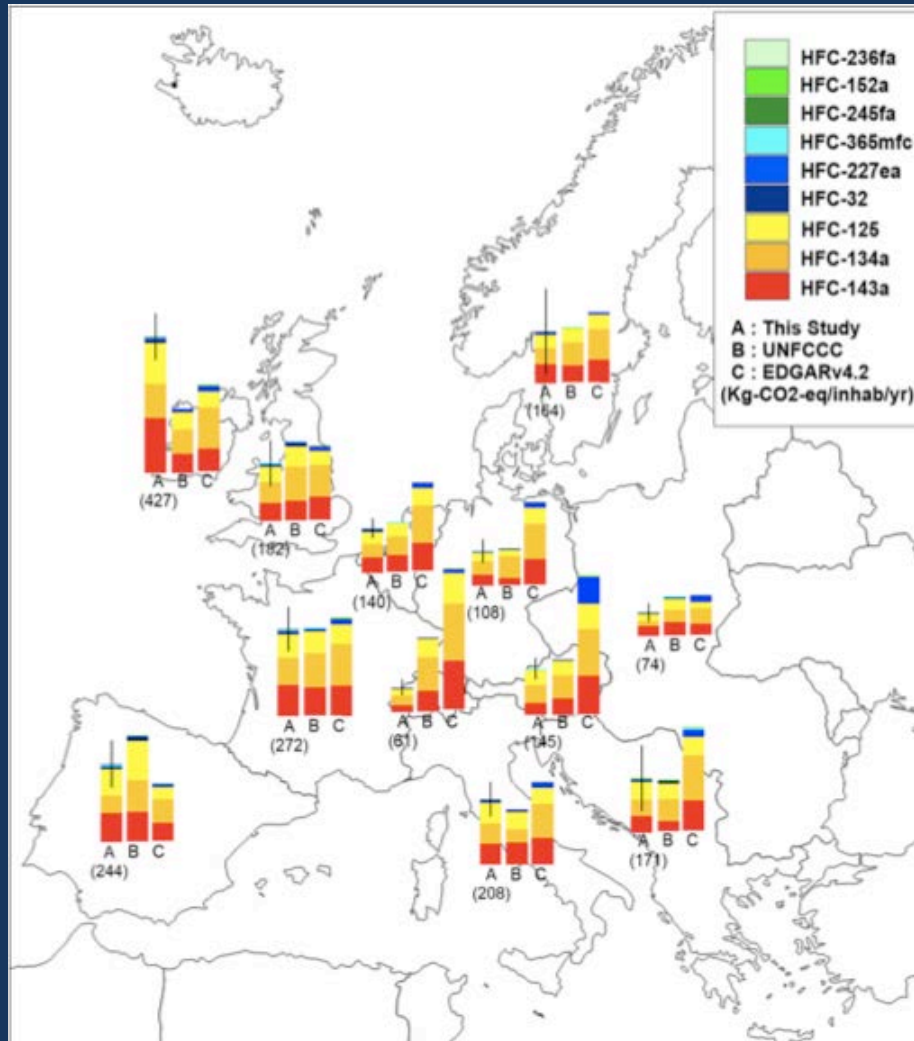 HFC-236fa
HFC-152a
HFC-245fa
HFC-365mfc
HFC-227ea
HFC-32
HFC-125
HFC-134a
HFC-143a
A : This Study
B : UNFCCC
C : EDGARv4.2
(Kg-CO2-eq/inhab/yr)
A B C
(164)
A B C
(427)
A B C
(182)
A B C
(140)
A B C
(108)
A B C
(74)
A B C
(272)
A B C
(61)
A B C
(145)
A B C
(244)
A B C
(208)
A B C
(171)